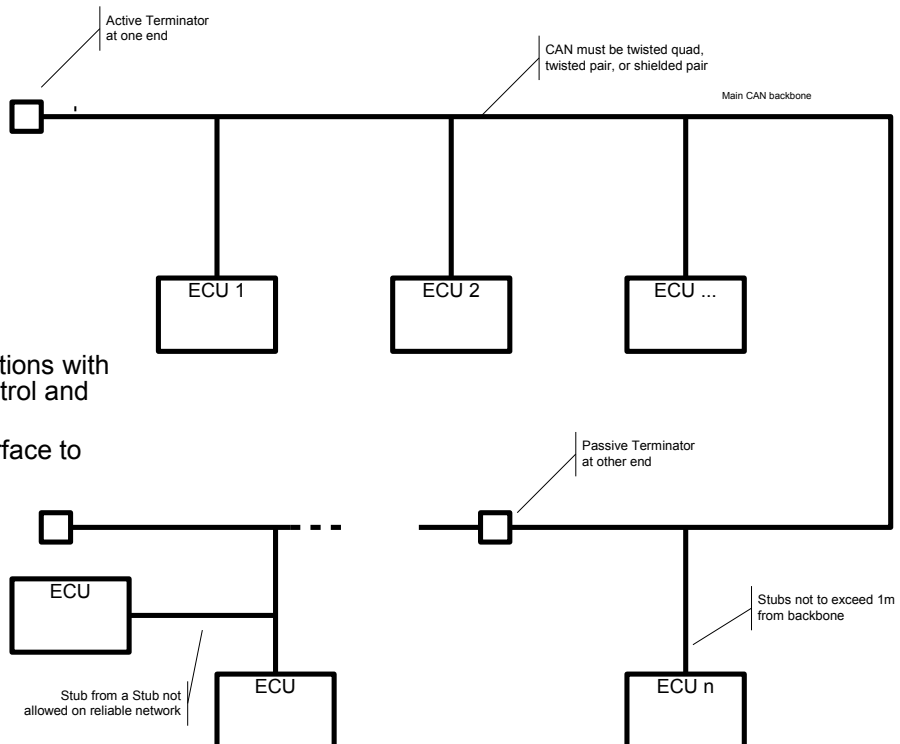 Active Terminator
at one end
CAN must be twisted quad,
twisted pair, or shielded pair
Main CAN backbone
ECU 1
ECU 2
ECU ...
tions with
trol and
rface to
Passive Terminator
at other end
ECU
Stubs not to exceed 1m
from backbone
Stub from a Stub not
allowed on reliable network
ECU
ECU n